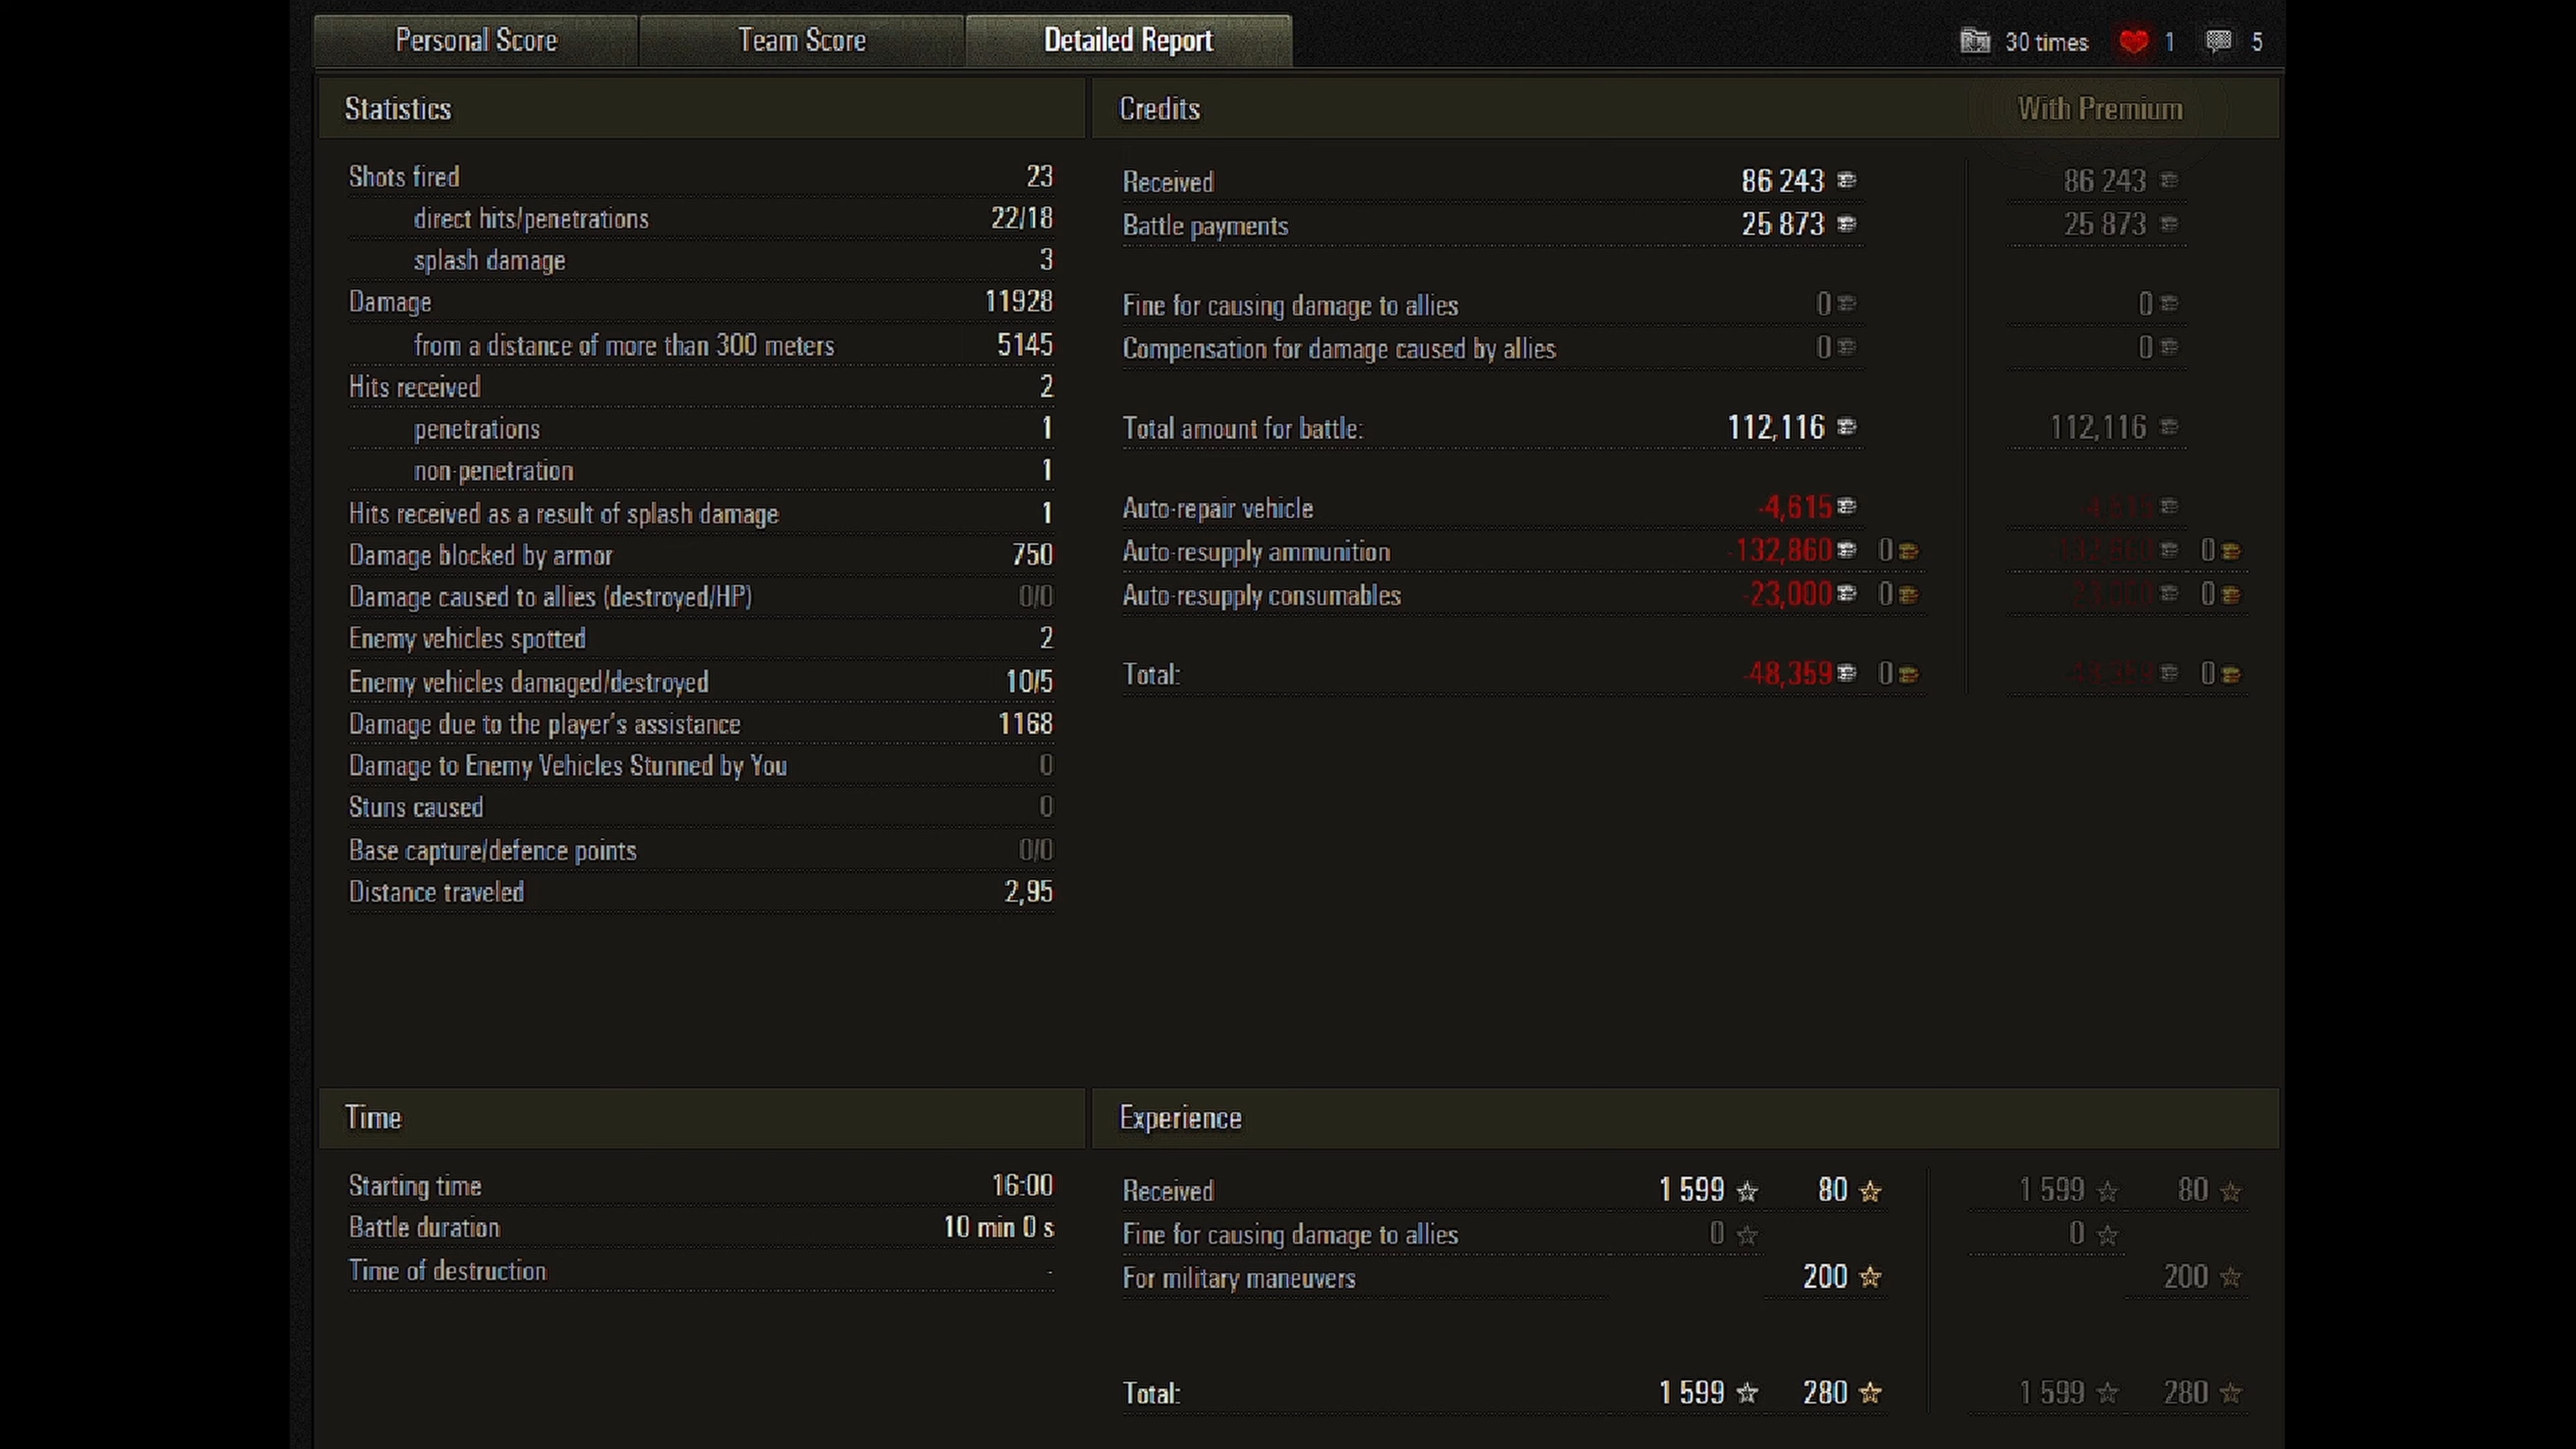 Personal Score Team Score Detailed Report 30 times 1 5
Statistics
Shots fired 23
direct hits/penetrations 22/18
splash damage 3
Damage 11928
from a distance of more than 300 meters 5145
Hits received 2
penetrations 1
non-penetration 1
Hits received as a result of splash damage 1
Damage blocked by armor 750
Damage caused to allies (destroyed/HP) 0/0
Enemy vehicles spotted 2
Enemy vehicles damaged/destroyed 10/5
Damage due to the player's assistance 1168
Damage to Enemy Vehicles Stunned by You 0
Stuns caused 0
Base capture/defence points 0/0
Distance traveled 2,95
Credits With Premium
Received 86 243 86 243
Battle payments 25 873 25 873
Fine for causing damage to allies 0 0
Compensation for damage caused by allies 0 0
Total amount for battle: 112,116 112,116
Auto-repair vehicle -4,615 -4,615
Auto-resupply ammunition -132,860 0 -132,860 0
Auto-resupply consumables -23,000 0 -23,000 0
Total: -48,359 0 -48,359 0
Time
Starting time 16:00
Battle duration 10 min 0 s
Time of destruction -
Experience
Received 1 599 80 1 599 80
Fine for causing damage to allies 0 0
For military maneuvers 200 200
Total: 1 599 280 1 599 280